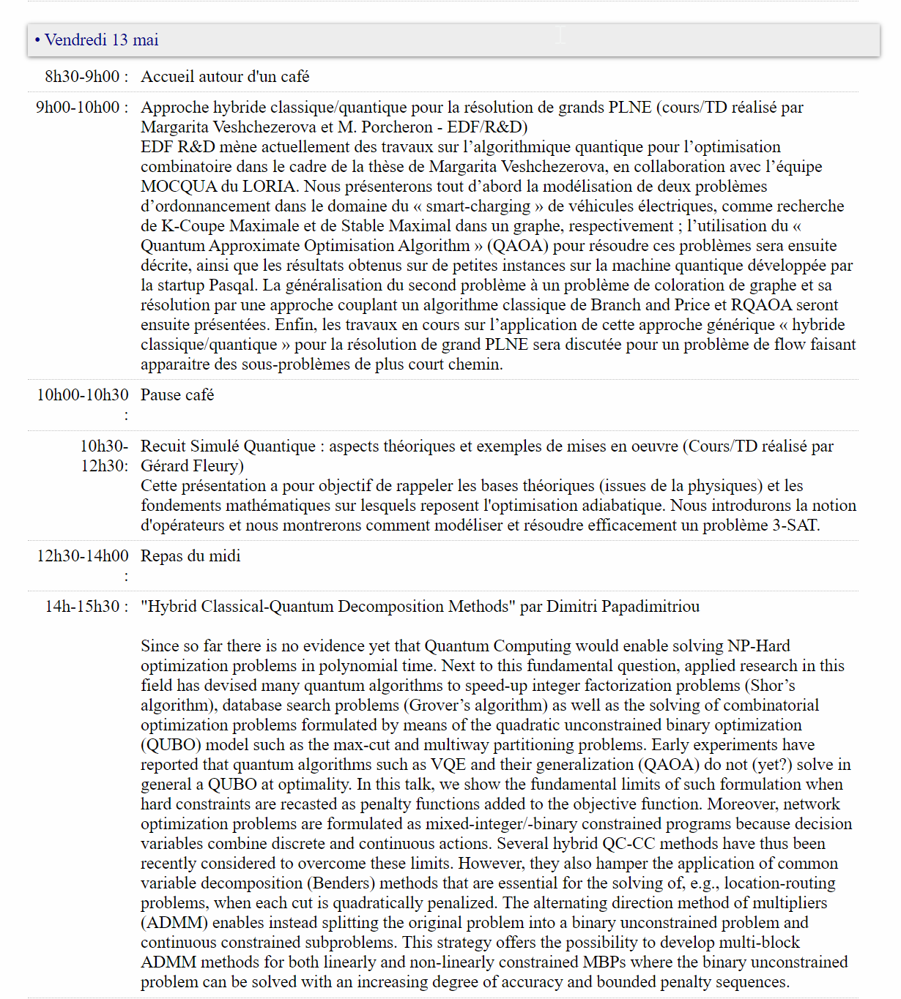 • Vendredi 13 mai
8h30-9h00 : Accueil autour d'un café
9h00-10h00 : Approche hybride classique/quantique pour la résolution de grands PLNE (cours/TD réalisé par
Margarita Veshchezerova et M. Porcheron - EDF/R&D)
EDF R&D mène actuellement des travaux sur l’algorithmique quantique pour l’optimisation
combinatoire dans le cadre de la thèse de Margarita Veshchezerova, en collaboration avec l’équipe
MOCQUA du LORIA. Nous présenterons tout d’abord la modélisation de deux problèmes
d’ordonnancement dans le domaine du « smart-charging » de véhicules électriques, comme recherche
de K-Coupe Maximale et de Stable Maximal dans un graphe, respectivement ; l’utilisation du «
Quantum Approximate Optimisation Algorithm » (QAOA) pour résoudre ces problèmes sera ensuite
décrite, ainsi que les résultats obtenus sur de petites instances sur la machine quantique développée par
la startup Pasqal. La généralisation du second problème à un problème de coloration de graphe et sa
résolution par une approche couplant un algorithme classique de Branch and Price et RQAOA seront
ensuite présentées. Enfin, les travaux en cours sur l’application de cette approche générique « hybride
classique/quantique » pour la résolution de grand PLNE sera discutée pour un problème de flow faisant
apparaitre des sous-problèmes de plus court chemin.
10h00-10h30 Pause café
:
10h30- Recuit Simulé Quantique : aspects théoriques et exemples de mises en oeuvre (Cours/TD réalisé par
12h30: Gérard Fleury)
Cette présentation a pour objectif de rappeler les bases théoriques (issues de la physiques) et les
fondements mathématiques sur lesquels reposent l'optimisation adiabatique. Nous introdurons la notion
d'opérateurs et nous montrerons comment modéliser et résoudre efficacement un problème 3-SAT.
12h30-14h00 Repas du midi
:
14h-15h30 : "Hybrid Classical-Quantum Decomposition Methods" par Dimitri Papadimitriou
Since so far there is no evidence yet that Quantum Computing would enable solving NP-Hard
optimization problems in polynomial time. Next to this fundamental question, applied research in this
field has devised many quantum algorithms to speed-up integer factorization problems (Shor’s
algorithm), database search problems (Grover’s algorithm) as well as the solving of combinatorial
optimization problems formulated by means of the quadratic unconstrained binary optimization
(QUBO) model such as the max-cut and multiway partitioning problems. Early experiments have
reported that quantum algorithms such as VQE and their generalization (QAOA) do not (yet?) solve in
general a QUBO at optimality. In this talk, we show the fundamental limits of such formulation when
hard constraints are recasted as penalty functions added to the objective function. Moreover, network
optimization problems are formulated as mixed-integer/-binary constrained programs because decision
variables combine discrete and continuous actions. Several hybrid QC-CC methods have thus been
recently considered to overcome these limits. However, they also hamper the application of common
variable decomposition (Benders) methods that are essential for the solving of, e.g., location-routing
problems, when each cut is quadratically penalized. The alternating direction method of multipliers
(ADMM) enables instead splitting the original problem into a binary unconstrained problem and
continuous constrained subproblems. This strategy offers the possibility to develop multi-block
ADMM methods for both linearly and non-linearly constrained MBPs where the binary unconstrained
problem can be solved with an increasing degree of accuracy and bounded penalty sequences.